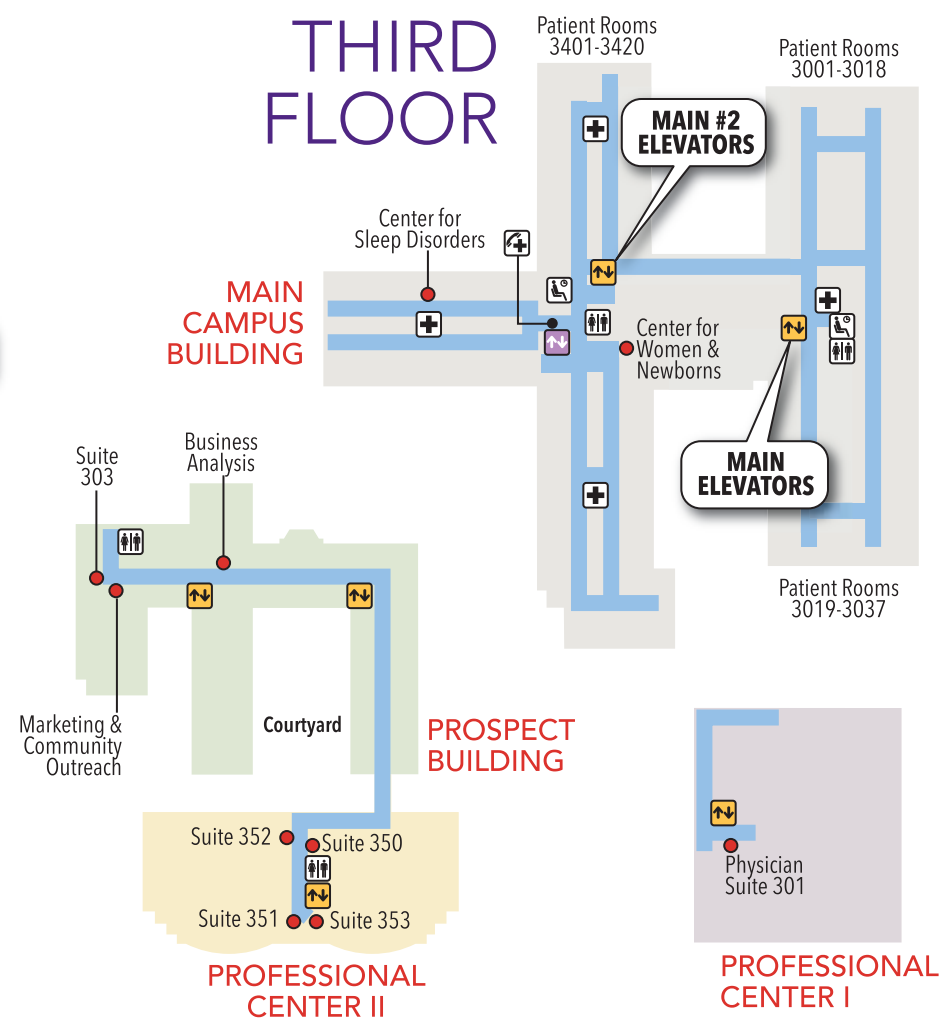 THIRD
FLOOR
Patient Rooms
3401-3420
Patient Rooms
3001-3018
MAIN #2
ELEVATORS
Center for
Sleep Disorders
MAIN
CAMPUS
BUILDING
Center for
Women &
Newborns
MAIN
ELEVATORS
Business
Analysis
Suite
303
Patient Rooms
3019-3037
Marketing &
Community
Outreach
Courtyard
PROSPECT
BUILDING
Suite 352
Suite 350
Suite 351
Suite 353
Physician
Suite 301
PROFESSIONAL
CENTER II
PROFESSIONAL
CENTER I